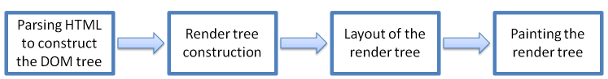 Parsing HTML
to construct
the DOM tree
Render tree
construction
Layout of the
render tree
Painting the
render tree